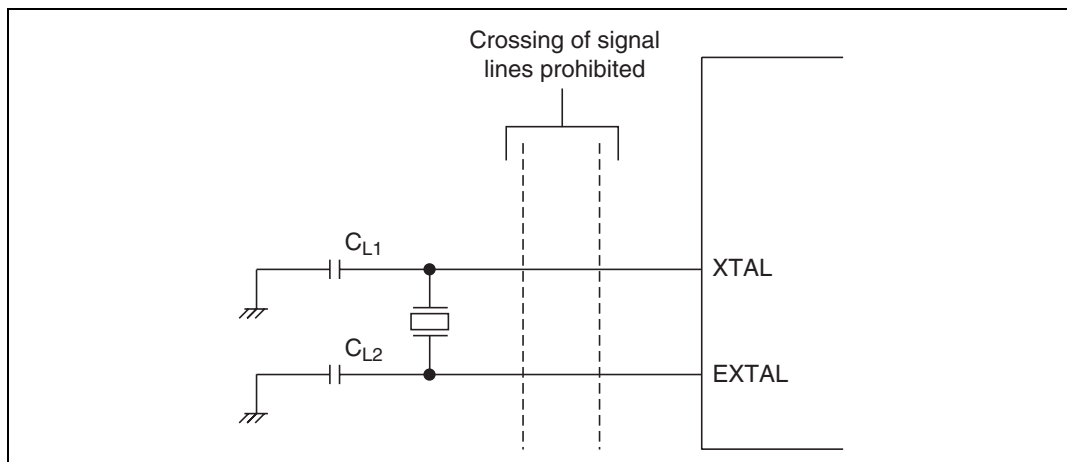 Crossing of signal
lines prohibited
CL1
XTAL
CL2
EXTAL